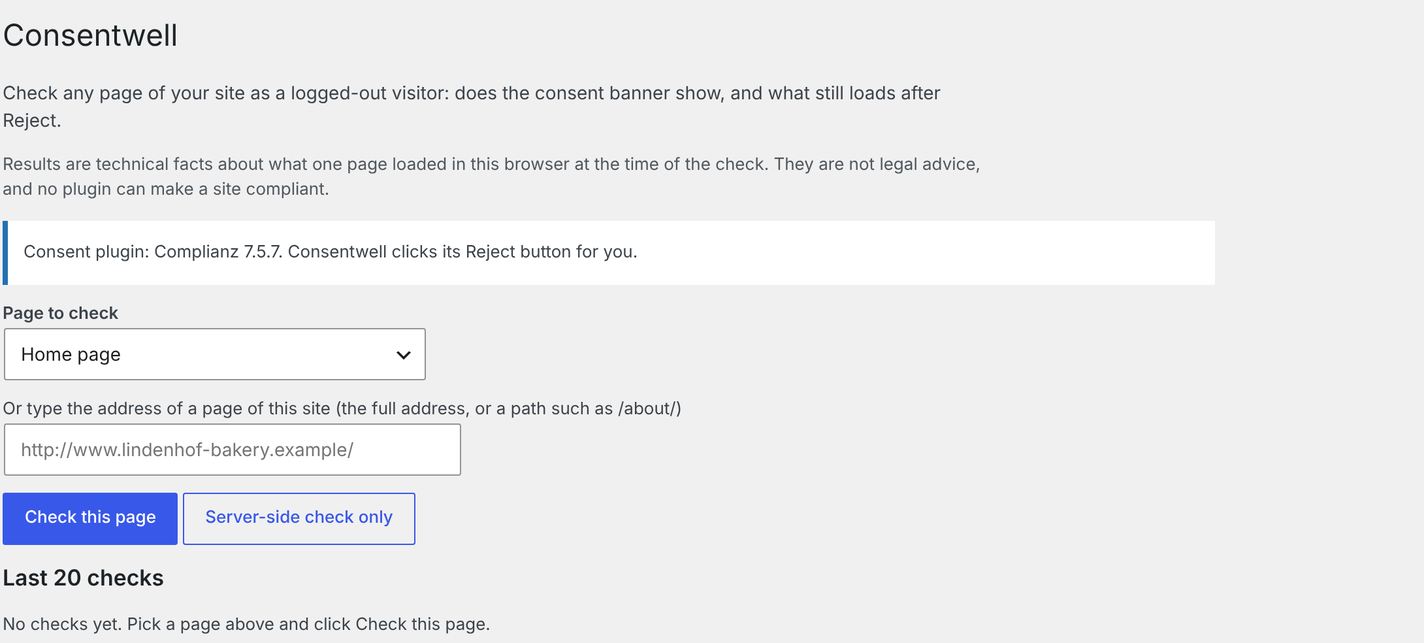 Consentwell
Check any page of your site as a logged-out visitor: does the consent banner show, and what still loads after
Reject.
Results are technical facts about what one page loaded in this browser at the time of the check. They are not legal advice,
and no plugin can make a site compliant.
Consent plugin: Complianz 7.5.7. Consentwell clicks its Reject button for you.
Page to check
Home page
Or type the address of a page of this site (the full address, or a path such as /about/)
http://www.lindenhof-bakery.example/
Check this page
Server-side check only
Last 20 checks
No checks yet. Pick a page above and click Check this page.